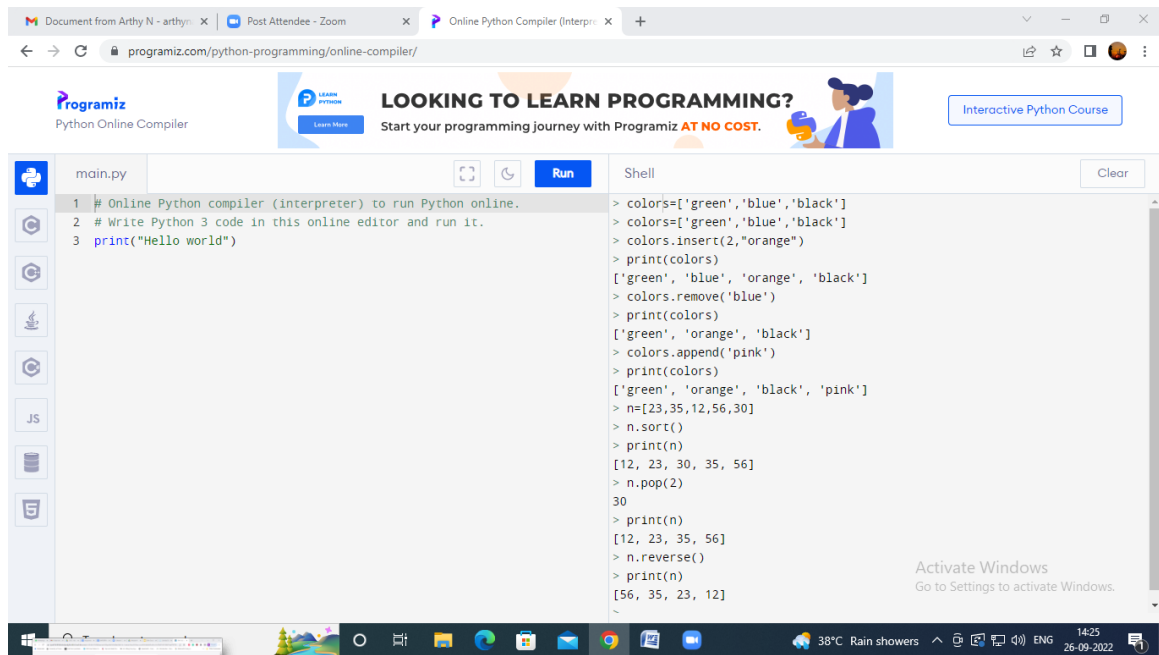 Document from Arthy N - arthyn
Post Attendee - Zoom
Online Python Compiler (Interpre
programiz.com/python-programming/online-compiler/
Programiz
Python Online Compiler
LEARN
PYTHON
Learn More
LOOKING TO LEARN PROGRAMMING?
Start your programming journey with Programiz AT NO COST.
Interactive Python Course
main.py
Run
Shell
Clear
1 # Online Python compiler (interpreter) to run Python online.
2 # Write Python 3 code in this online editor and run it.
3 print("Hello world")
JS
> colors=['green','blue','black']
> colors=['green','blue','black']
> colors.insert(2,"orange")
> print(colors)
['green', 'blue', 'orange', 'black']
> colors.remove('blue')
> print(colors)
['green', 'orange', 'black']
> colors.append('pink')
> print(colors)
['green', 'orange', 'black', 'pink']
> n=[23,35,12,56,30]
> n.sort()
> print(n)
[12, 23, 30, 35, 56]
> n.pop(2)
30
> print(n)
[12, 23, 35, 56]
> n.reverse()
> print(n)
[56, 35, 23, 12]
Activate Windows
Go to Settings to activate Windows.
38°C Rain showers
ENG
14:25
26-09-2022
1